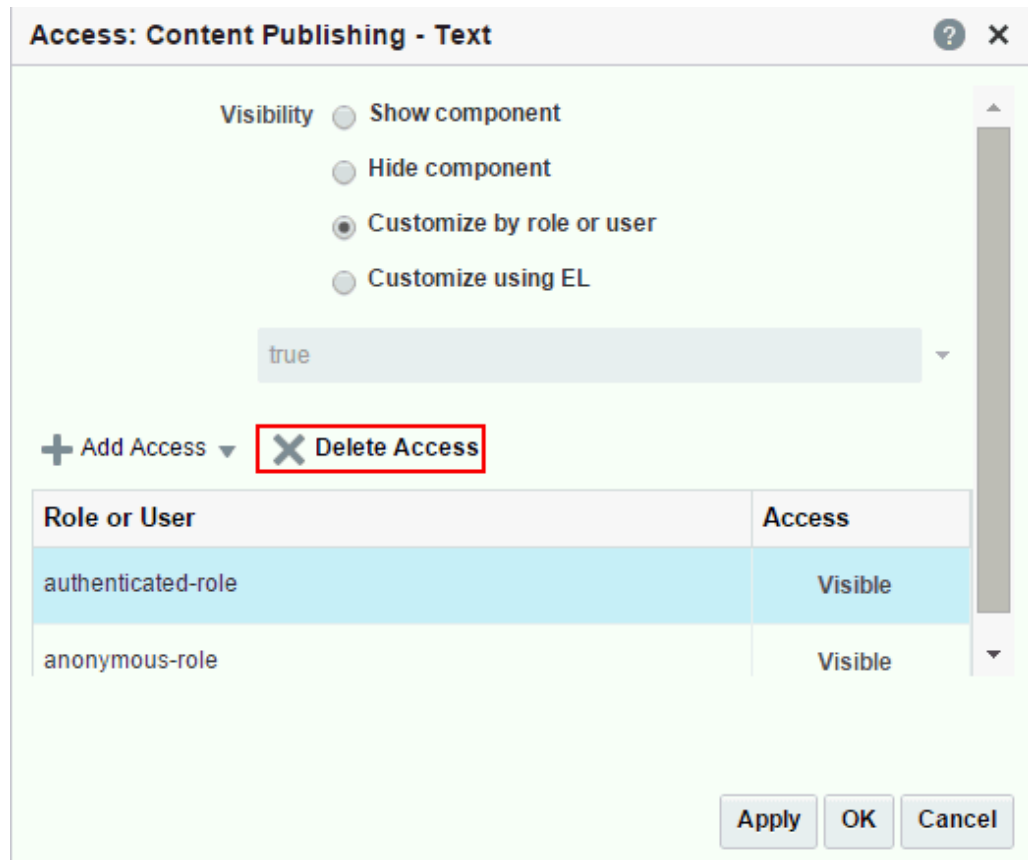 Access: Content Publishing - Text ?
Visibility Show component
Hide component
Customize by role or user
Customize using EL
true
Add Access Delete Access
Role or User Access
authenticated-role Visible
anonymous-role Visible
Apply OK Cancel